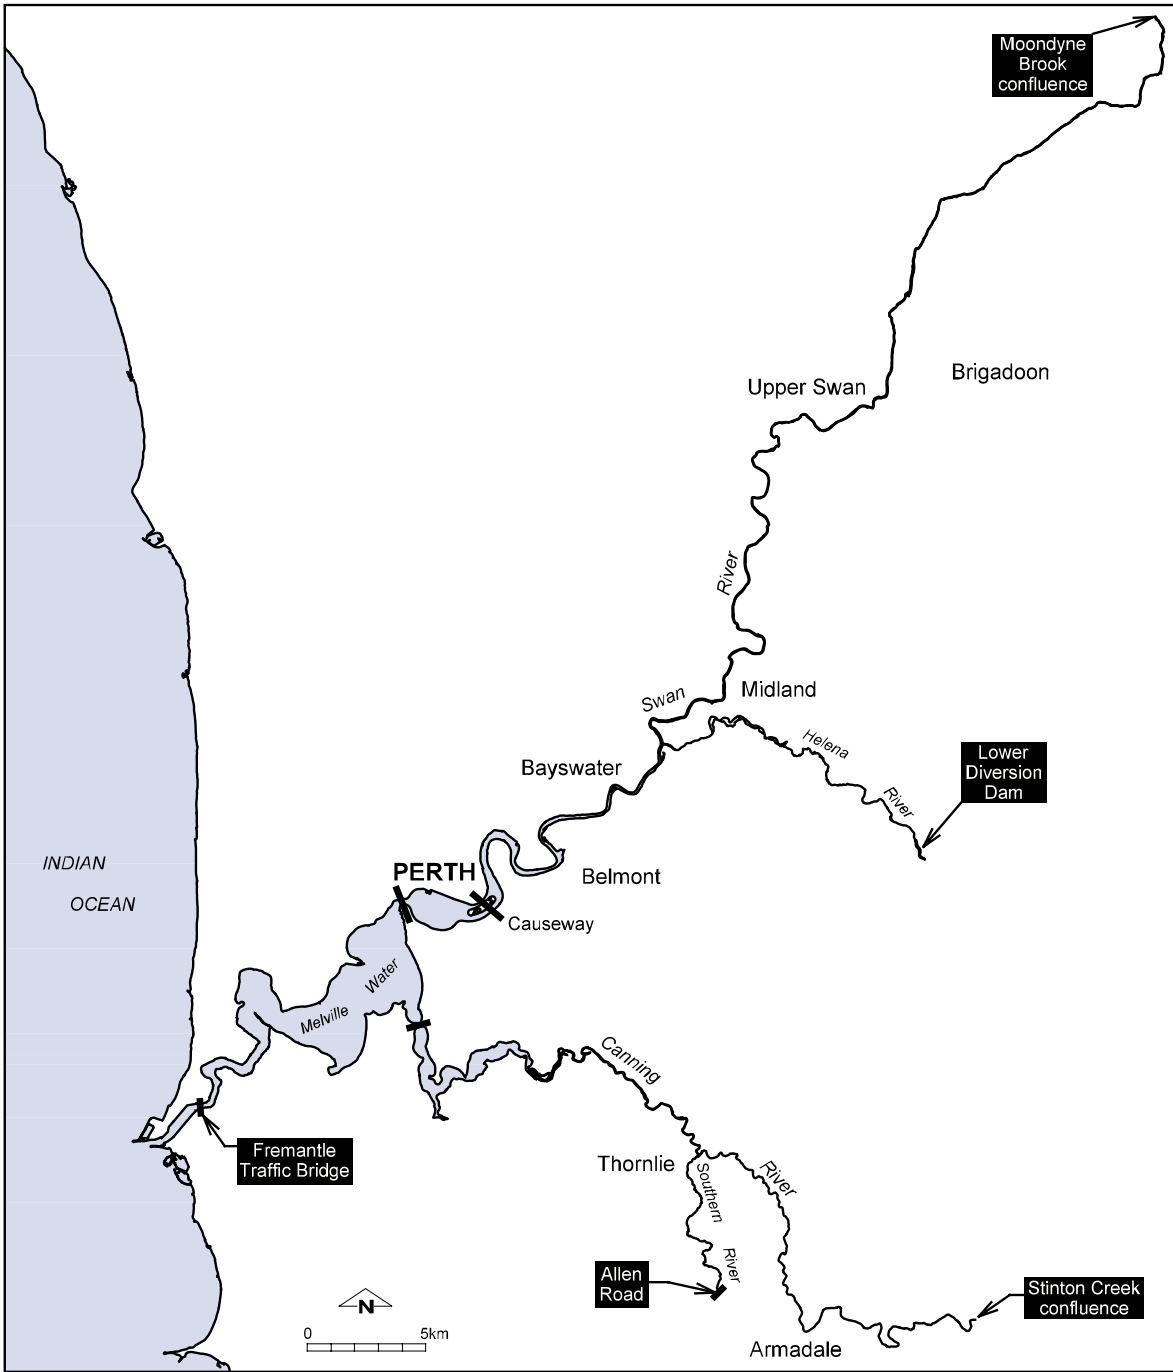 Moondyne
Brook
confluence
Brigadoon
Upper Swan
River
Swan
Midland
Helena
River
Lower
Diversion
Dam
Bayswater
INDIAN
OCEAN
PERTH
Belmont
Causeway
Melville
Water
Canning
Fremantle
Traffic Bridge
Thornlie
Southern
River
River
Allen
Road
Stinton Creek
confluence
N
0
5km
Armadale